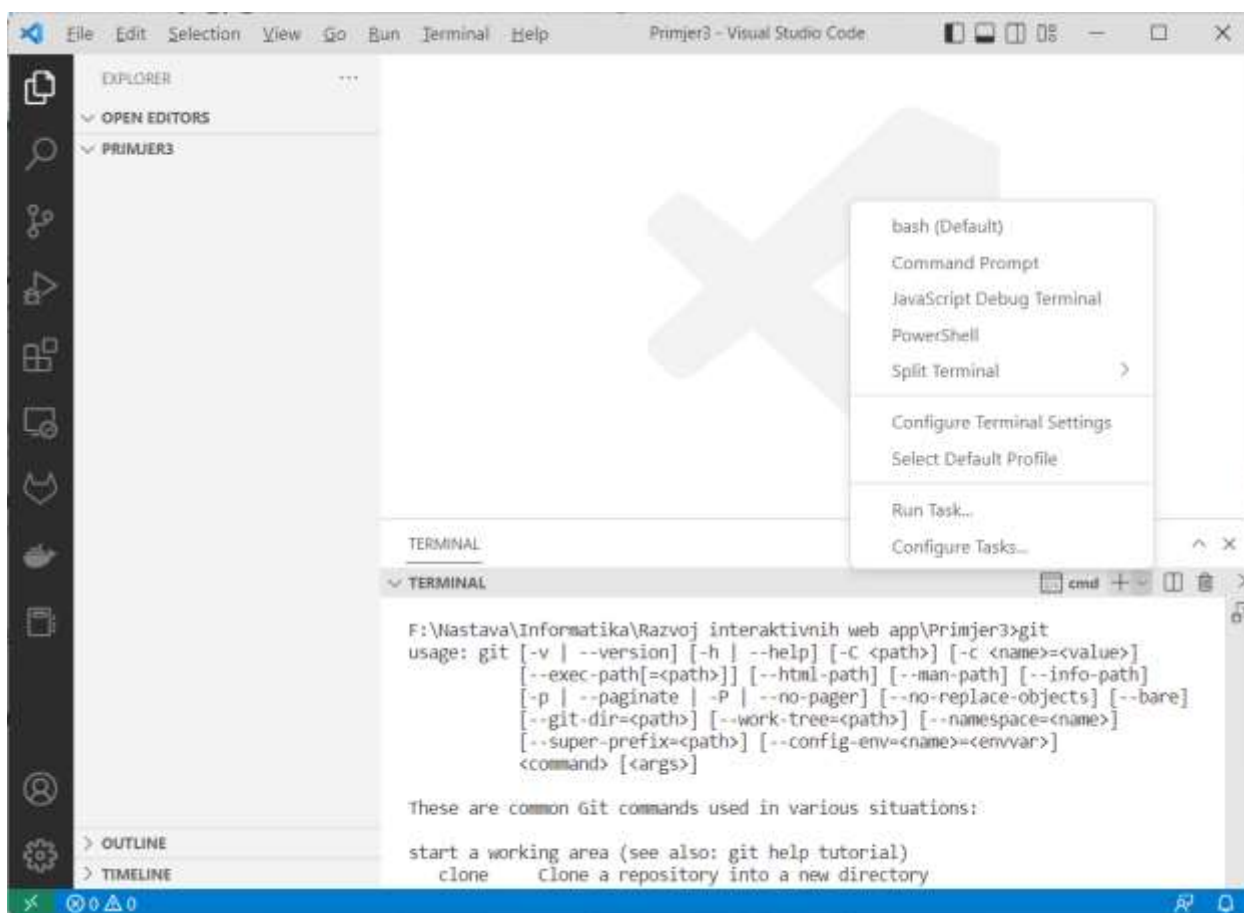 File Edit Selection View Go Run Terminal Help Primjer3 - Visual Studio Code
EXPLORER
OPEN EDITORS
PRIMJER3
bash (Default)
Command Prompt
JavaScript Debug Terminal
PowerShell
Split Terminal
Configure Terminal Settings
Select Default Profile
Run Task...
Configure Tasks...
TERMINAL
TERMINAL
cmd
F:\Nastava\Informatika\Razvoj interaktivnih web app\Primjer3>git
usage: git [-v | --version] [-h | --help] [-C <path>] [-c <name>=<value>]
[--exec-path[=<path>]] [--html-path] [--man-path] [--info-path]
[-p | --paginate | -P | --no-pager] [--no-replace-objects] [--bare]
[--git-dir=<path>] [--work-tree=<path>] [--namespace=<name>]
[--super-prefix=<path>] [--config-env=<name>=<envvar>]
<command> [<args>]
These are common Git commands used in various situations:
start a working area (see also: git help tutorial)
clone Clone a repository into a new directory
OUTLINE
TIMELINE
0 0